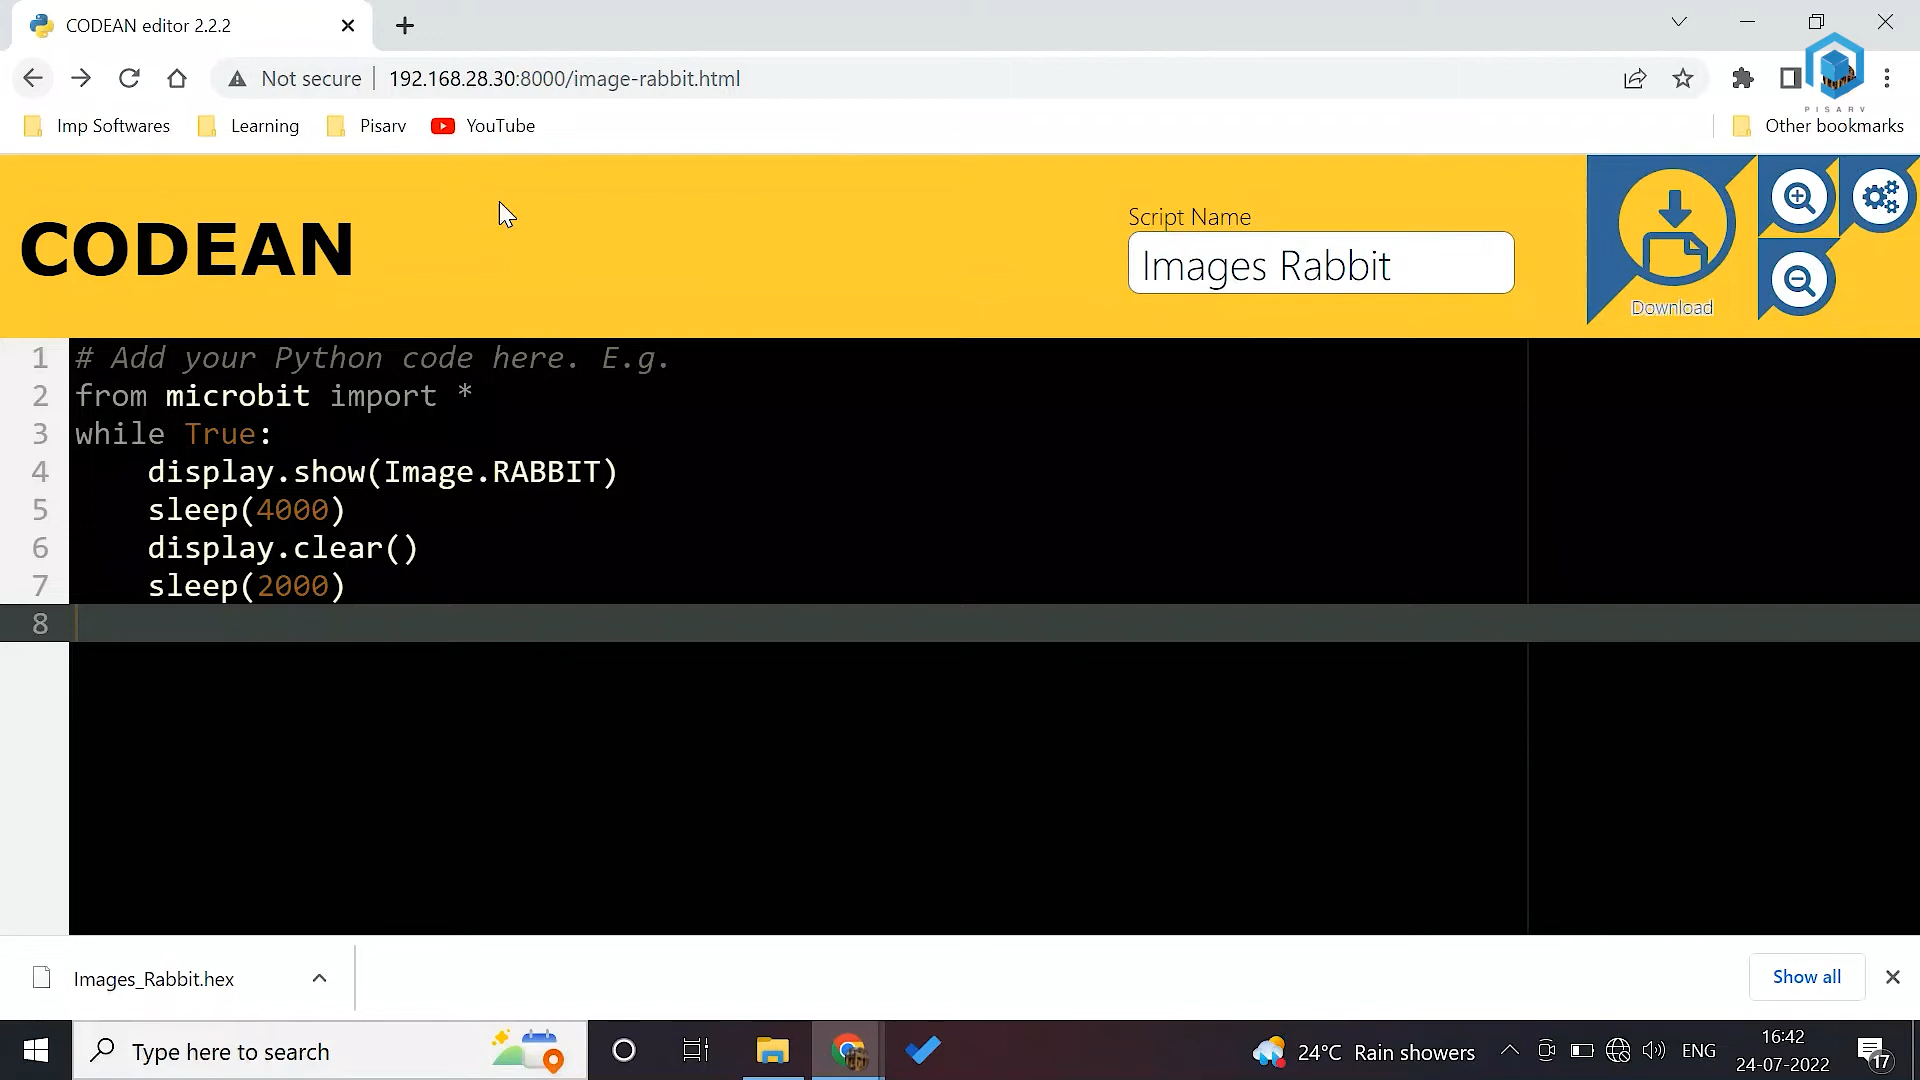 CODEAN editor 2.2.2
Not secure 192.168.28.30:8000/image-rabbit.html
PISARV
Imp Softwares Learning Pisarv YouTube Other bookmarks
CODEAN
Script Name
Images Rabbit
Download
1 # Add your Python code here. E.g.
2 from microbit import *
3 while True:
4     display.show(Image.RABBIT)
5     sleep(4000)
6     display.clear()
7     sleep(2000)
8
Images_Rabbit.hex Show all
Type here to search 24°C Rain showers ENG 16:42
24-07-2022 17